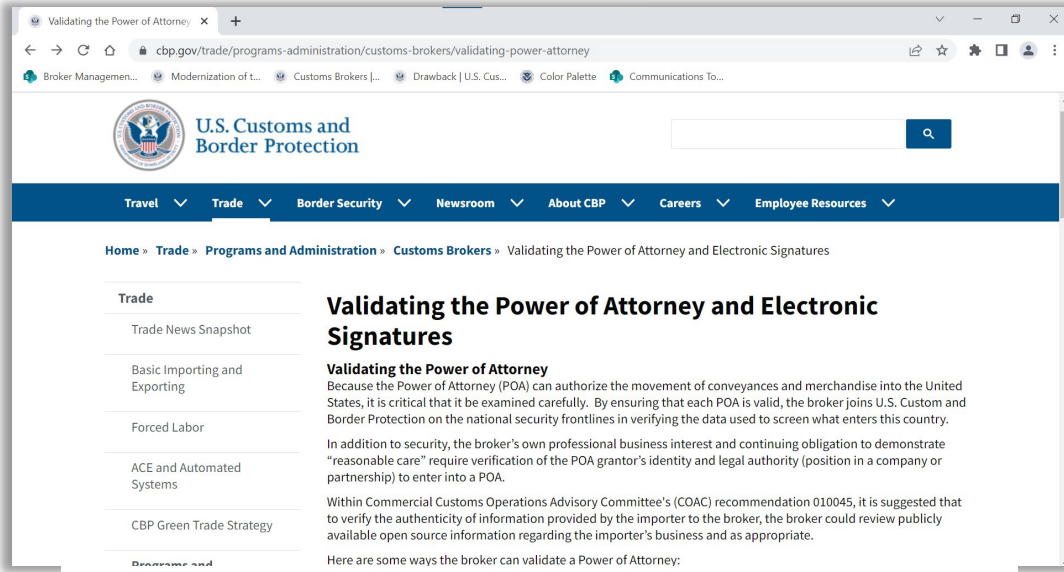 Validating the Power of Attorney
cbp.gov/trade/programs-administration/customs-brokers/validating-power-attorney
Broker Managemen... Modernization of t... Customs Brokers |... Drawback | U.S. Cus... Color Palette Communications To...
U.S. Customs and
Border Protection
Travel Trade Border Security Newsroom About CBP Careers Employee Resources
Home » Trade » Programs and Administration » Customs Brokers » Validating the Power of Attorney and Electronic Signatures
Trade
Trade News Snapshot
Basic Importing and
Exporting
Forced Labor
ACE and Automated
Systems
CBP Green Trade Strategy
Programs and
Validating the Power of Attorney and Electronic
Signatures
Validating the Power of Attorney
Because the Power of Attorney (POA) can authorize the movement of conveyances and merchandise into the United
States, it is critical that it be examined carefully. By ensuring that each POA is valid, the broker joins U.S. Custom and
Border Protection on the national security frontlines in verifying the data used to screen what enters this country.
In addition to security, the broker's own professional business interest and continuing obligation to demonstrate
“reasonable care” require verification of the POA grantor's identity and legal authority (position in a company or
partnership) to enter into a POA.
Within Commercial Customs Operations Advisory Committee's (COAC) recommendation 010045, it is suggested that
to verify the authenticity of information provided by the importer to the broker, the broker could review publicly
available open source information regarding the importer's business and as appropriate.
Here are some ways the broker can validate a Power of Attorney: